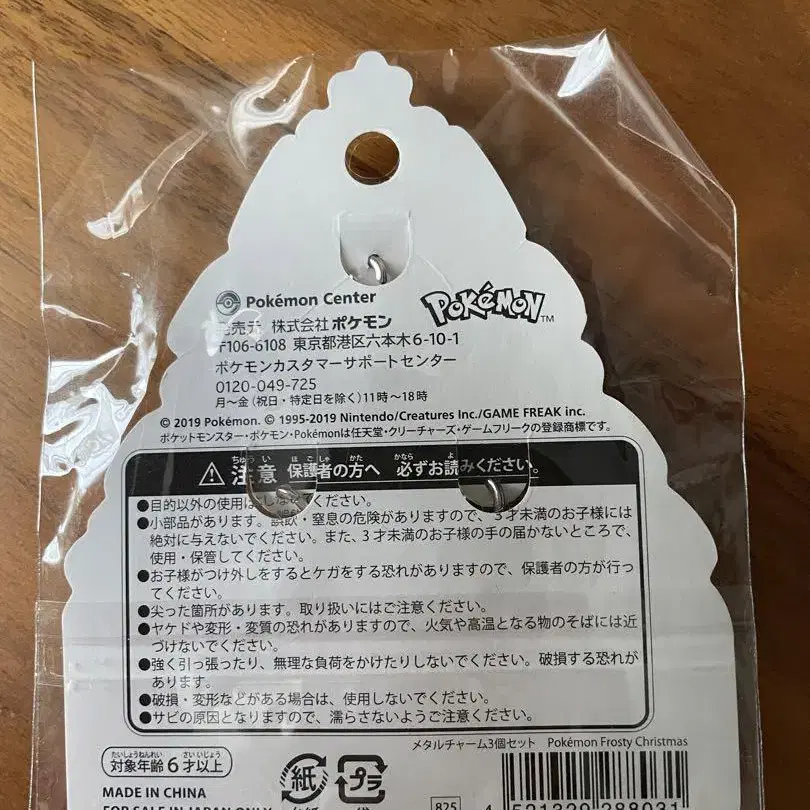 Pokémon Center
POKÉMON™
発売元 株式会社ポケモン
〒106-6108 東京都港区六本木6-10-1
ポケモンカスタマーサポートセンター
0120-049-725
月～金(祝日・特定日を除く)11時～18時
© 2019 Pokémon. © 1995-2019 Nintendo/Creatures Inc./GAME FREAK inc.
ポケットモンスター・ポケモン・Pokémonは任天堂・クリーチャーズ・ゲームフリークの登録商標です。
⚠注意 保護者の方へ 必ずお読みください。
●目的以外の使用はしないでください。
●小部品があります。誤飲・窒息の危険がありますので、3才未満のお子様には
絶対に与えないでください。また、3才未満のお子様の手の届かないところで、
使用・保管してください。
●お子様がつけ外しをするとケガをする恐れがありますので、保護者の方が行っ
てください。
●尖った箇所があります。取り扱いにはご注意ください。
●ヤケドや変形・変質の恐れがありますので、火気や高温となる物のそばには近
づけないでください。
●強く引っ張ったり、無理な負荷をかけたりしないでください。破損する恐れが
あります。
●破損・変形などがある場合は、使用しないでください。
●サビの原因となりますので、濡らさないようご注意ください。
メタルチャーム3個セット Pokémon Frosty Christmas
対象年齢6才以上
MADE IN CHINA
FOR SALE IN JAPAN ONLY
紙
プラ
825
4 521329 288031